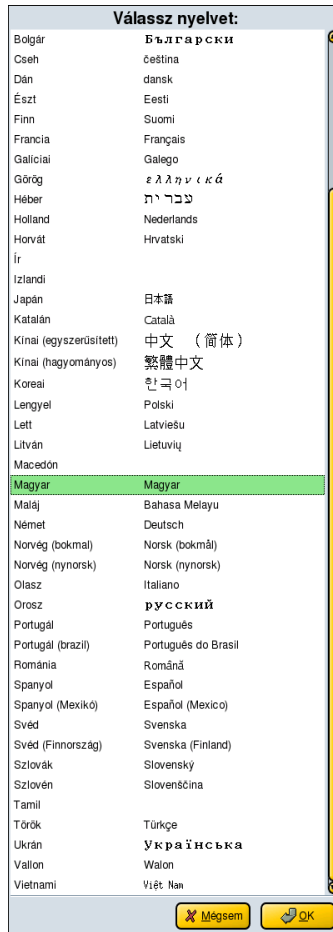 Válassz nyelvet:
Bolgár Български
Cseh čeština
Dán dansk
Észt Eesti
Finn Suomi
Francia Français
Galíciai Galego
Görög ελληνικά
Héber עברית
Holland Nederlands
Horvát Hrvatski
Ír
Izlandi
Japán 日本語
Katalán Català
Kínai (egyszerűsített) 中文 (简体)
Kínai (hagyományos) 繁體中文
Koreai 한국어
Lengyel Polski
Lett Latviešu
Litván Lietuvių
Macedón
Magyar Magyar
Maláj Bahasa Melayu
Német Deutsch
Norvég (bokmal) Norsk (bokmål)
Norvég (nynorsk) Norsk (nynorsk)
Olasz Italiano
Orosz русский
Portugál Português
Portugál (brazil) Português do Brasil
Románia Română
Spanyol Español
Spanyol (Mexikó) Español (Mexico)
Svéd Svenska
Svéd (Finnország) Svenska (Finland)
Szlovák Slovenský
Szlovén Slovenščina
Tamil
Török Türkçe
Ukrán Українська
Vallon Walon
Vietnami Việt Nam
Mégsem OK